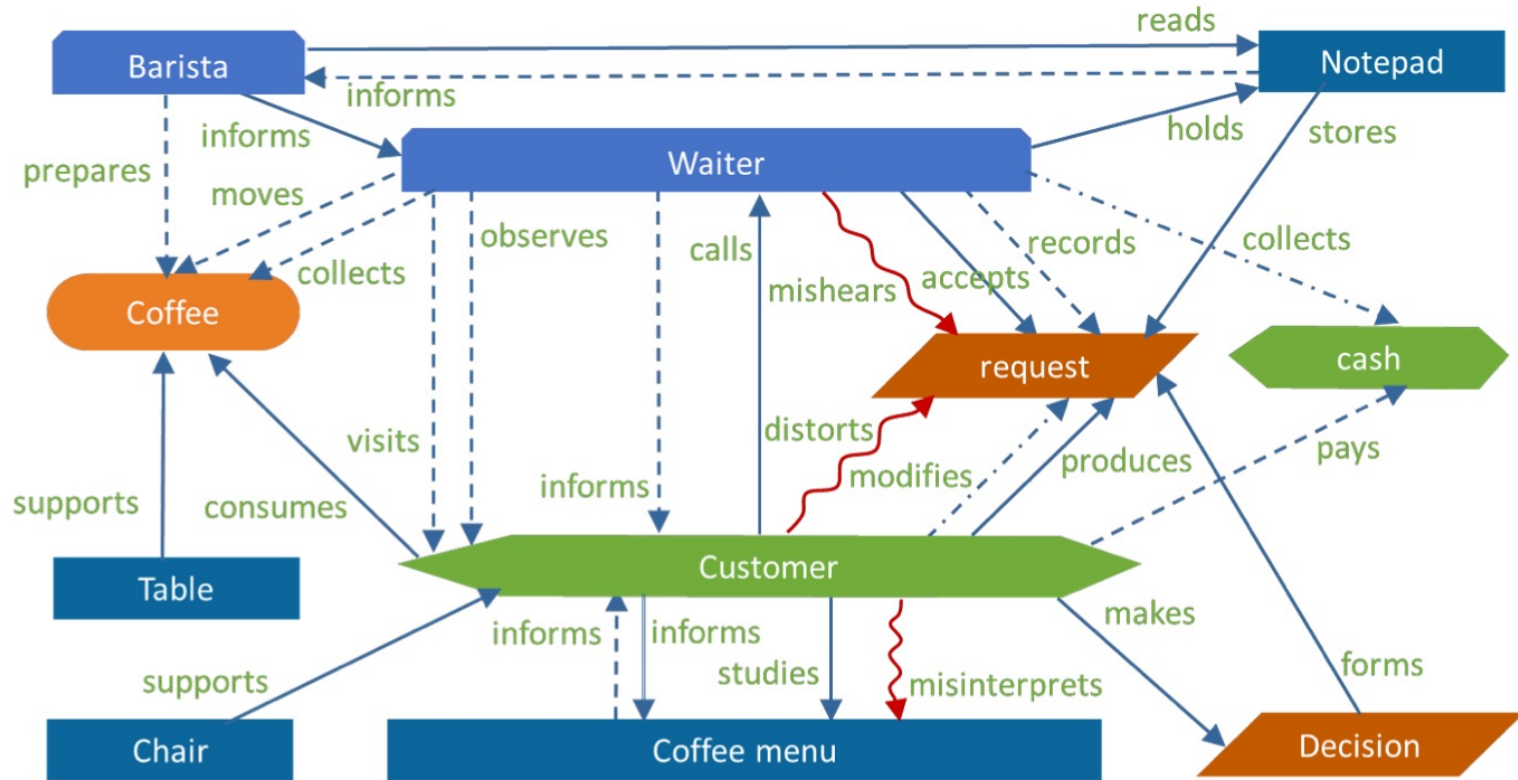 reads
Barista
Notepad
informs
informs
holds
stores
prepares
Waiter
moves
observes
calls
records
collects
collects
mishears
accepts
Coffee
request
cash
visits
distorts
modifies
produces
pays
supports
consumes
informs
Customer
Table
informs
informs
makes
studies
supports
misinterprets
forms
Chair
Coffee menu
Decision